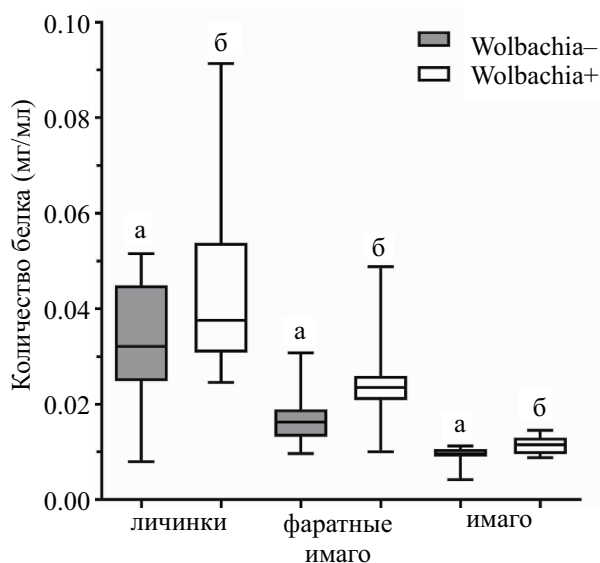 0.10
0.08
0.06
0.04
0.02
0.00
Количество белка (мг/мл)
Wolbachia–
Wolbachia+
а
б
а
б
а
б
личинки
фаратные
имаго
имаго